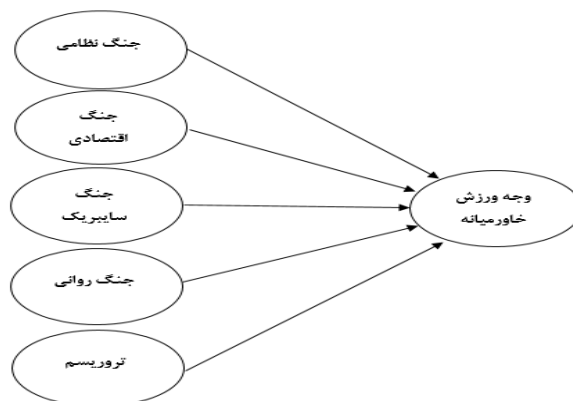 جنگ نظامی
جنگ
اقتصادی
جنگ
سایبریک
جنگ روانی
تروریسم
وجه ورزش
خاورمیانه